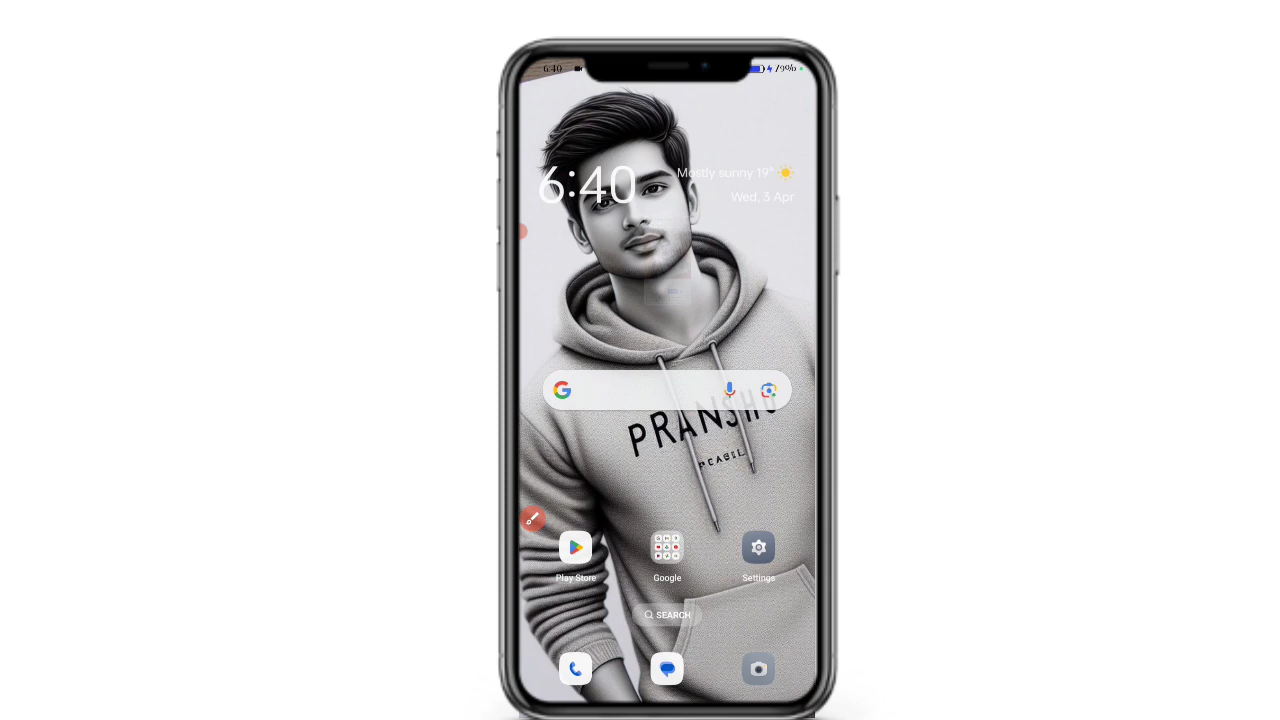 6:40
79%
6:40
Mostly sunny 19°
Wed, 3 Apr
PRANSHU
Play Store
Google
Settings
SEARCH